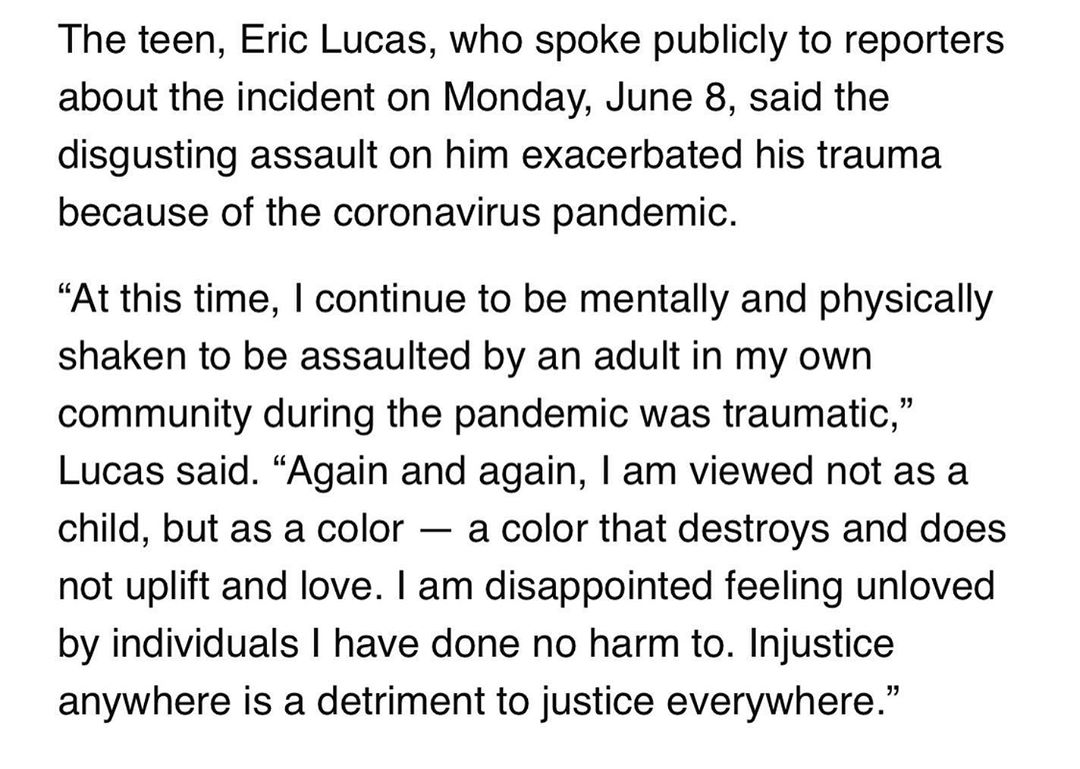 The teen, Eric Lucas, who spoke publicly to reporters
about the incident on Monday, June 8, said the
disgusting assault on him exacerbated his trauma
because of the coronavirus pandemic.
“At this time, I continue to be mentally and physically
shaken to be assaulted by an adult in my own
community during the pandemic was traumatic,”
Lucas said. “Again and again, I am viewed not as a
child, but as a color — a color that destroys and does
not uplift and love. I am disappointed feeling unloved
by individuals I have done no harm to. Injustice
anywhere is a detriment to justice everywhere.”